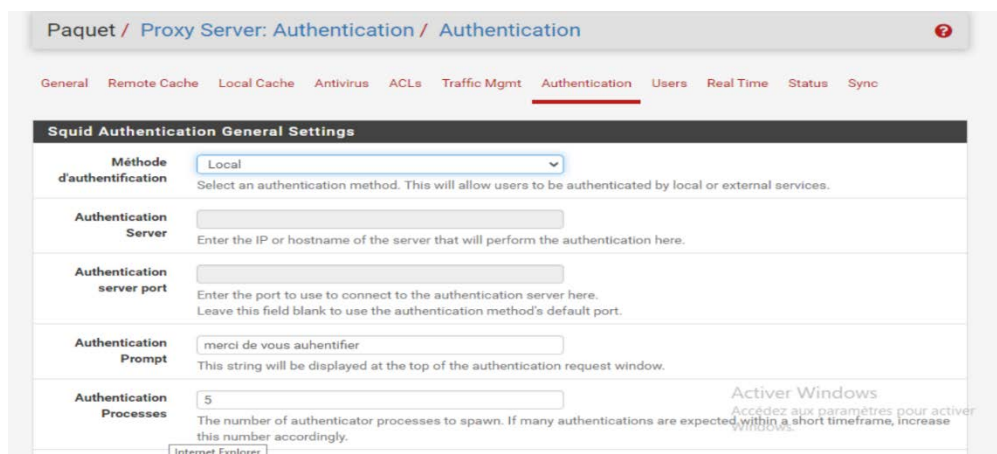 Paquet / Proxy Server: Authentication / Authentication
General Remote Cache Local Cache Antivirus ACLs Traffic Mgmt Authentication Users Real Time Status Sync
Squid Authentication General Settings
Méthode d'authentification
Local
Select an authentication method. This will allow users to be authenticated by local or external services.
Authentication Server
Enter the IP or hostname of the server that will perform the authentication here.
Authentication server port
Enter the port to use to connect to the authentication server here.
Leave this field blank to use the authentication method's default port.
Authentication Prompt
merci de vous auhentifier
This string will be displayed at the top of the authentication request window.
Authentication Processes
5
The number of authenticator processes to spawn. If many authentications are expected within a short timeframe, increase
this number accordingly.
Activer Windows
Accédez aux paramètres pour activer
Windows.
Internet Explorer